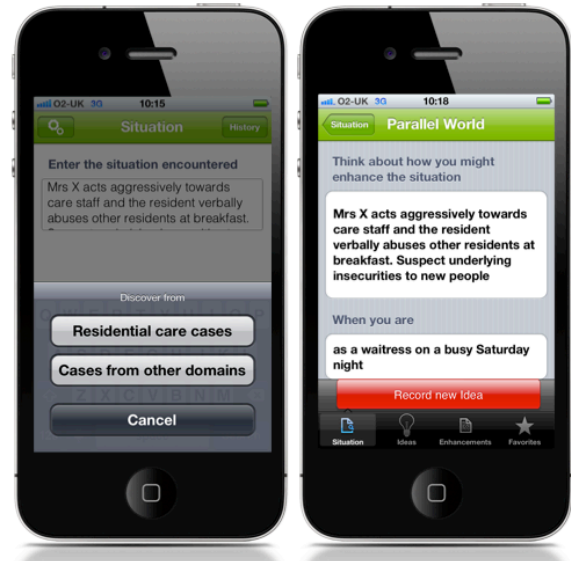 O2-UK 3G 10:15
Situation History
Enter the situation encountered
Mrs X acts aggressively towards
care staff and the resident verbally
abuses other residents at breakfast.
Discover from
Residential care cases
Cases from other domains
Z X C V B N M
Cancel
O2-UK 3G 10:18
Situation Parallel World
Think about how you might
enhance the situation
Mrs X acts aggressively towards
care staff and the resident
verbally abuses other residents at
breakfast. Suspect underlying
insecurities to new people
When you are
as a waitress on a busy Saturday
night
Record new Idea
Situation Ideas Enhancements Favorites